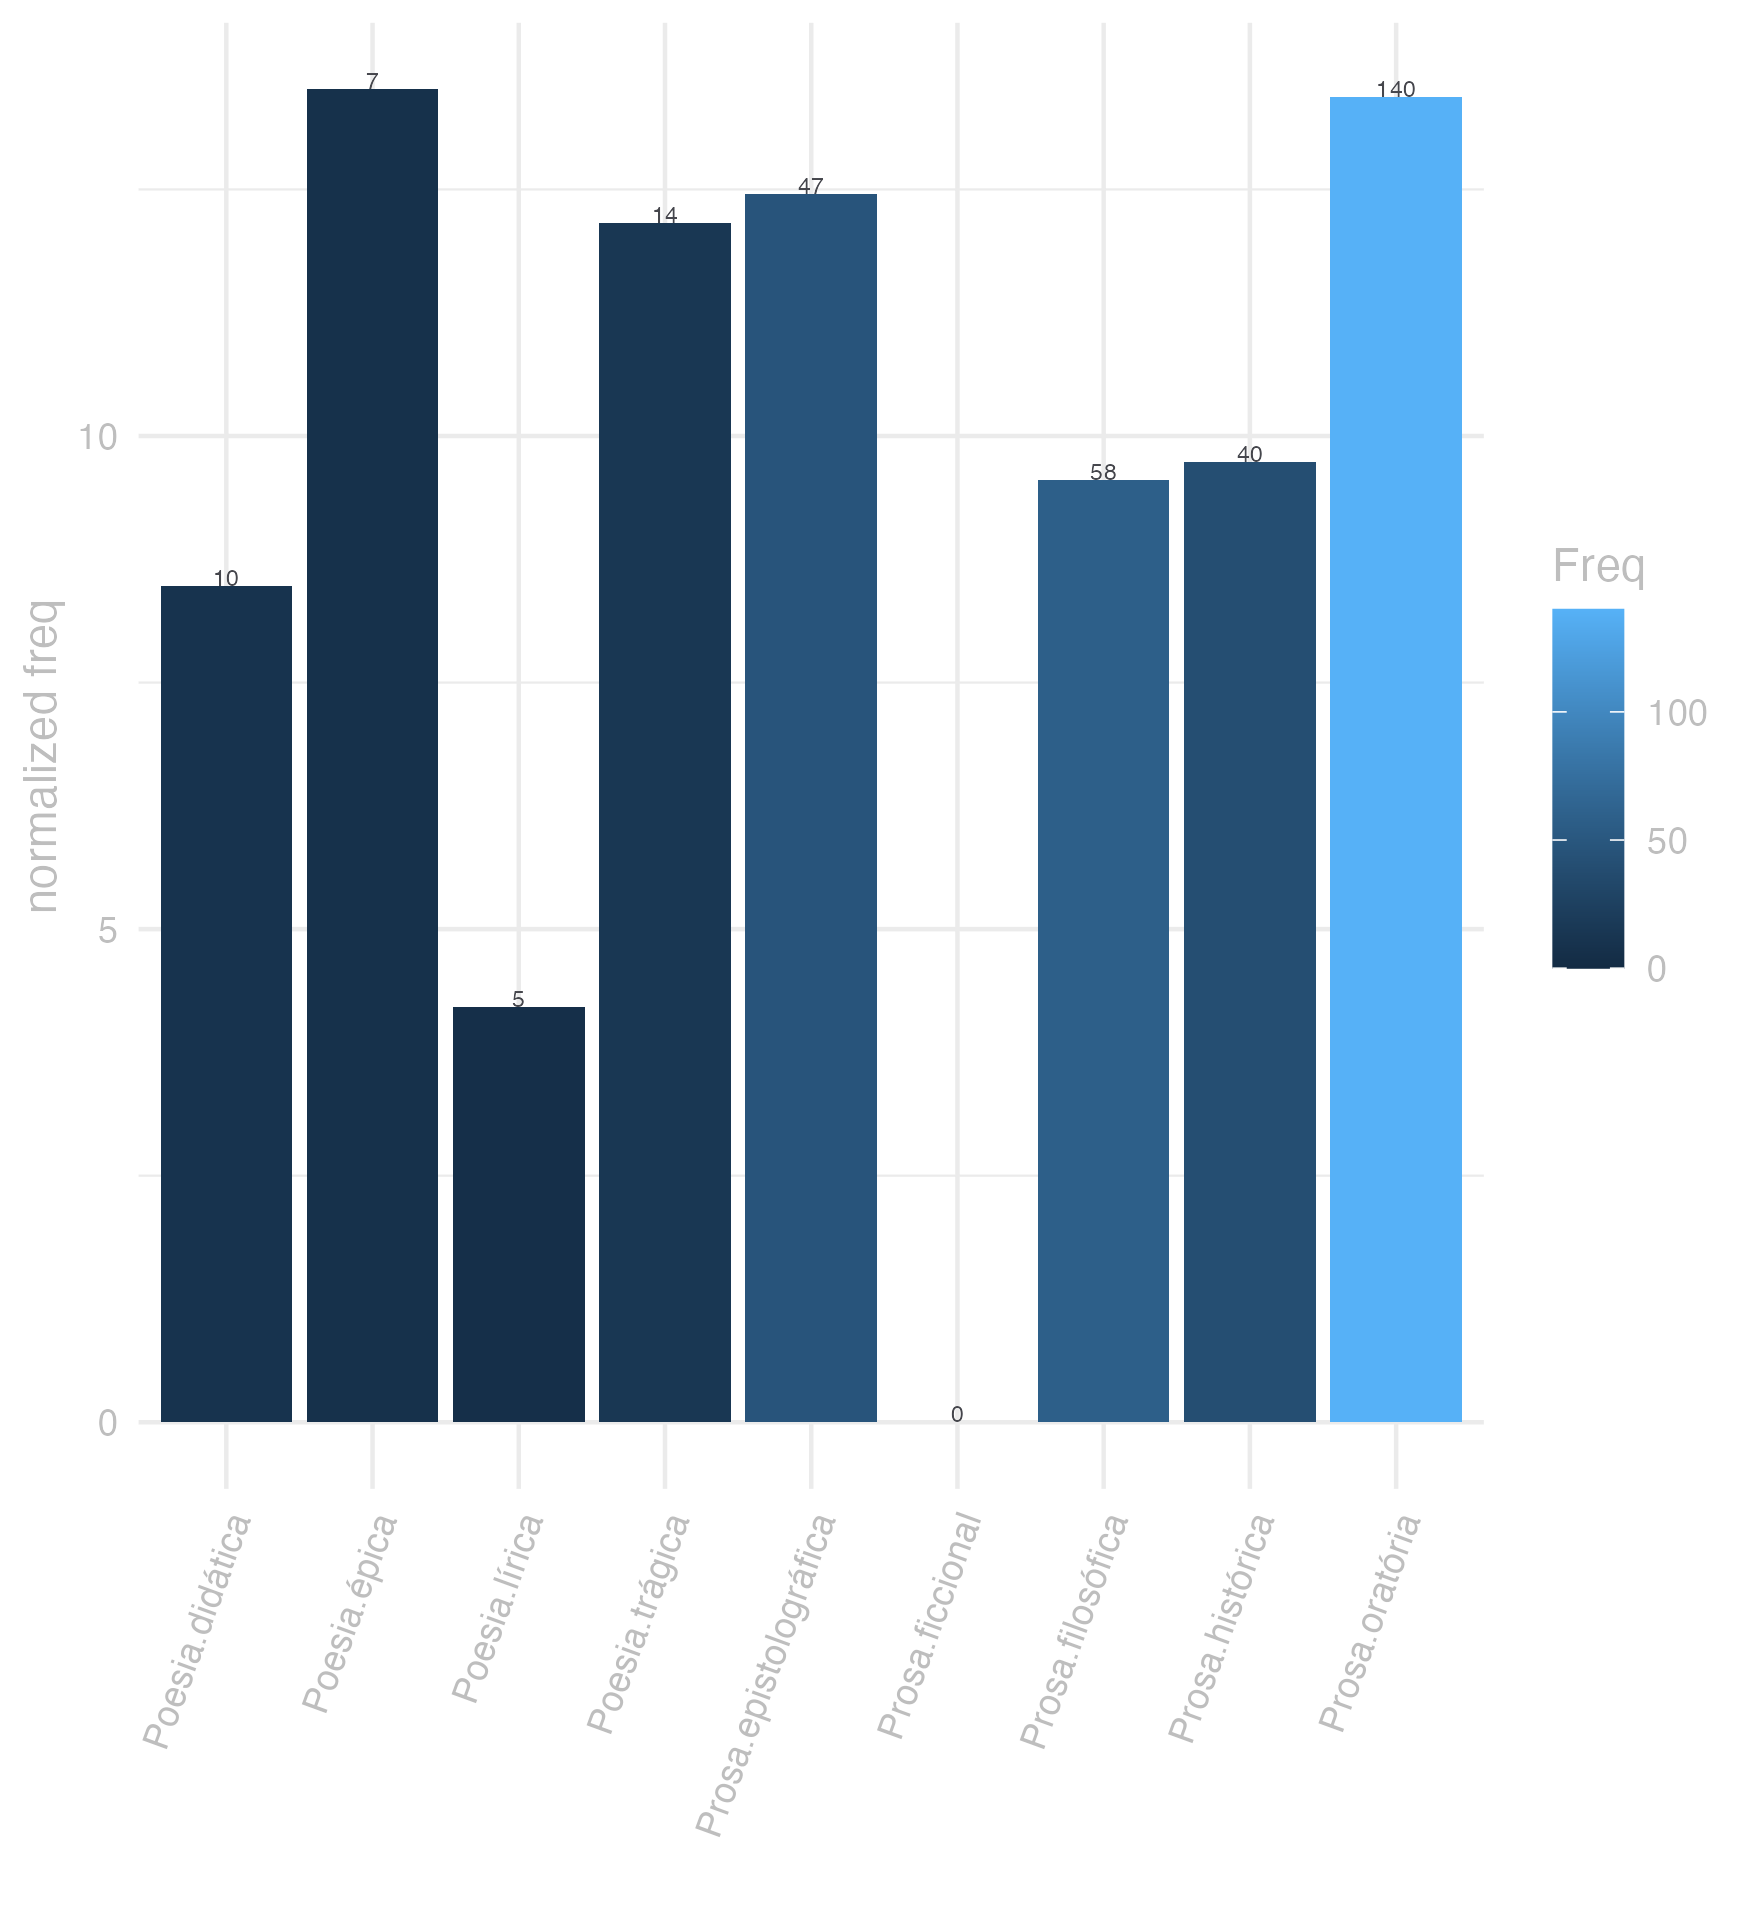 7
140
47
14
10
40
58
10
Freq
100
50
0
normalized freq
5
5
0
0
Poesia.didática
Poesia.épica
Poesia.lírica
Poesia.trágica
Prosa.epistolográfica
Prosa.ficcional
Prosa.filosófica
Prosa.histórica
Prosa.oratória